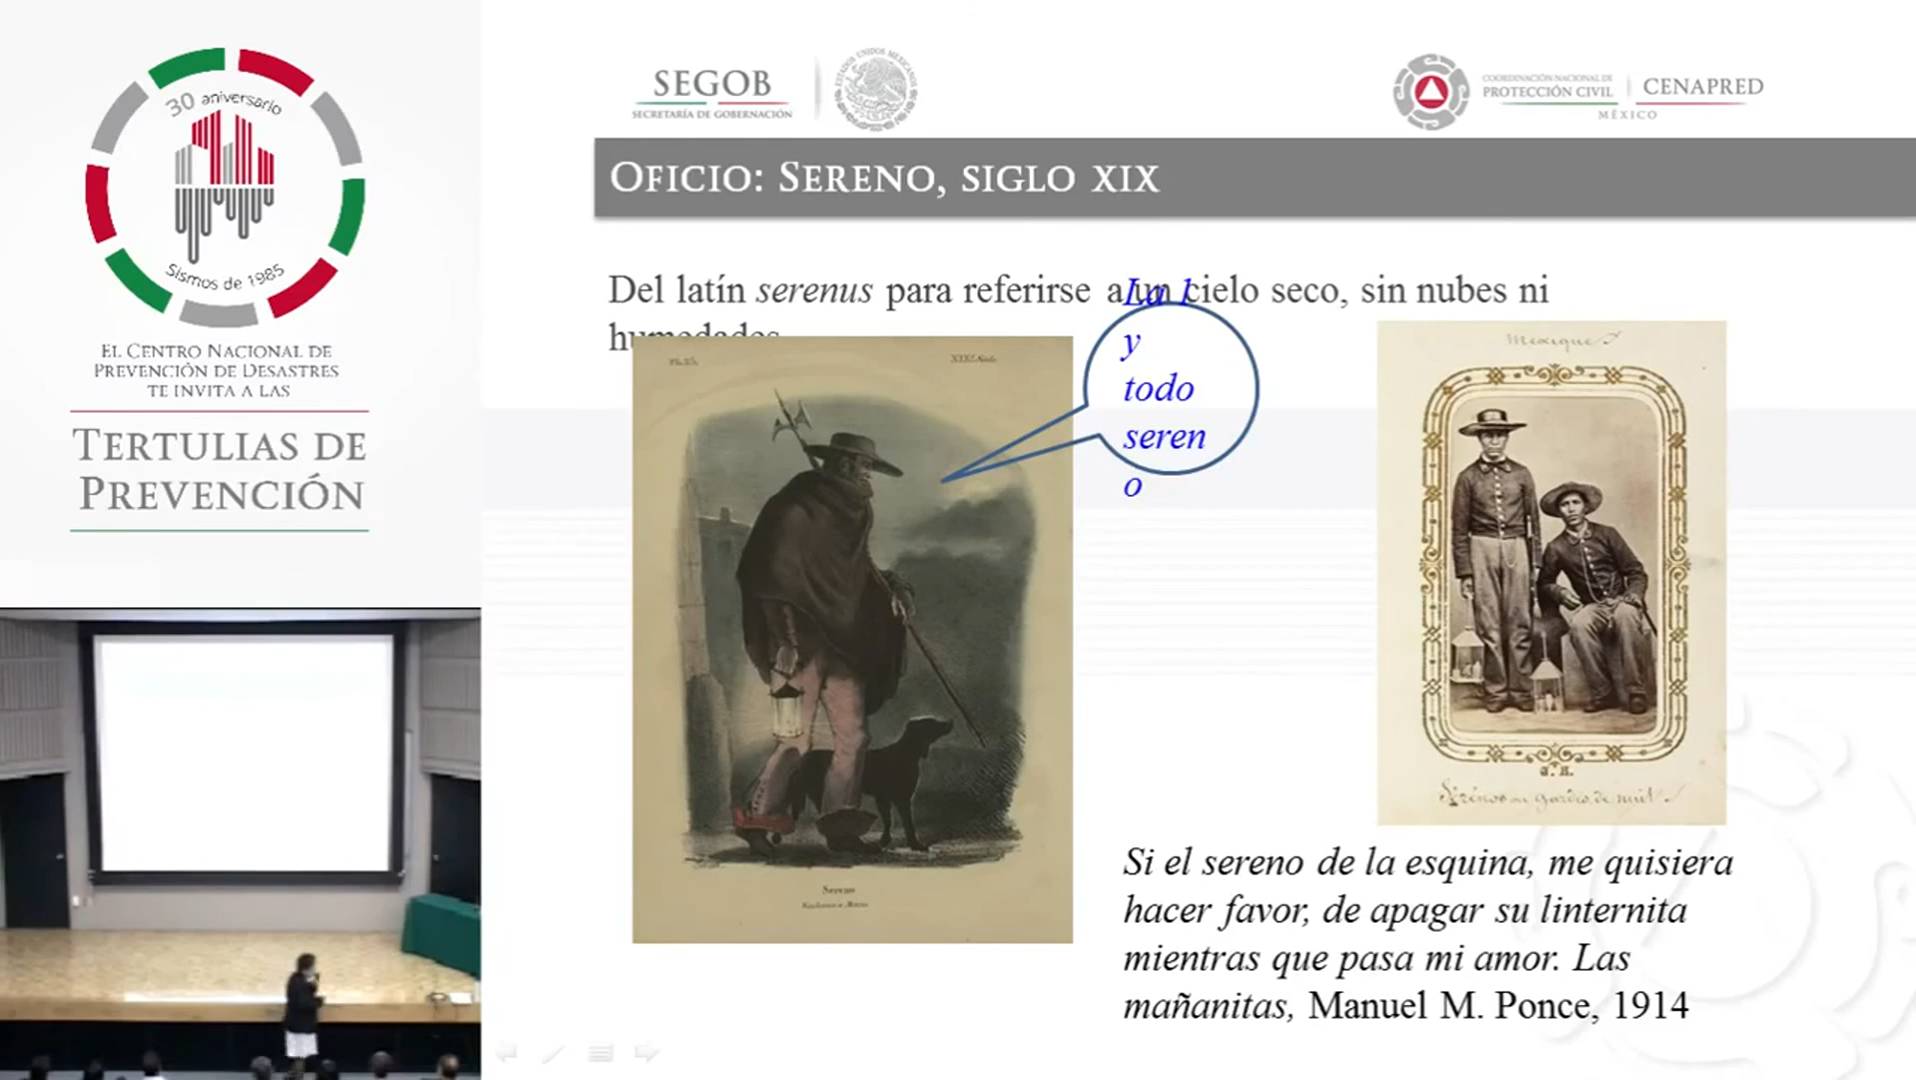 30 aniversario
Sismos de 1985
EL CENTRO NACIONAL DE
PREVENCIÓN DE DESASTRES
TE INVITA A LAS
TERTULIAS DE
PREVENCIÓN
SEGOB
SECRETARÍA DE GOBERNACIÓN
ESTADOS UNIDOS MEXICANOS
COORDINACIÓN NACIONAL DE
PROTECCIÓN CIVIL
CENAPRED
MÉXICO
OFICIO: SERENO, SIGLO XIX
Del latín serenus para referirse a un cielo seco, sin nubes ni
humedades
La 1
y
todo
seren
o
Sereno
Mexique
Si el sereno de la esquina, me quisiera
hacer favor, de apagar su linternita
mientras que pasa mi amor. Las
mañanitas, Manuel M. Ponce, 1914